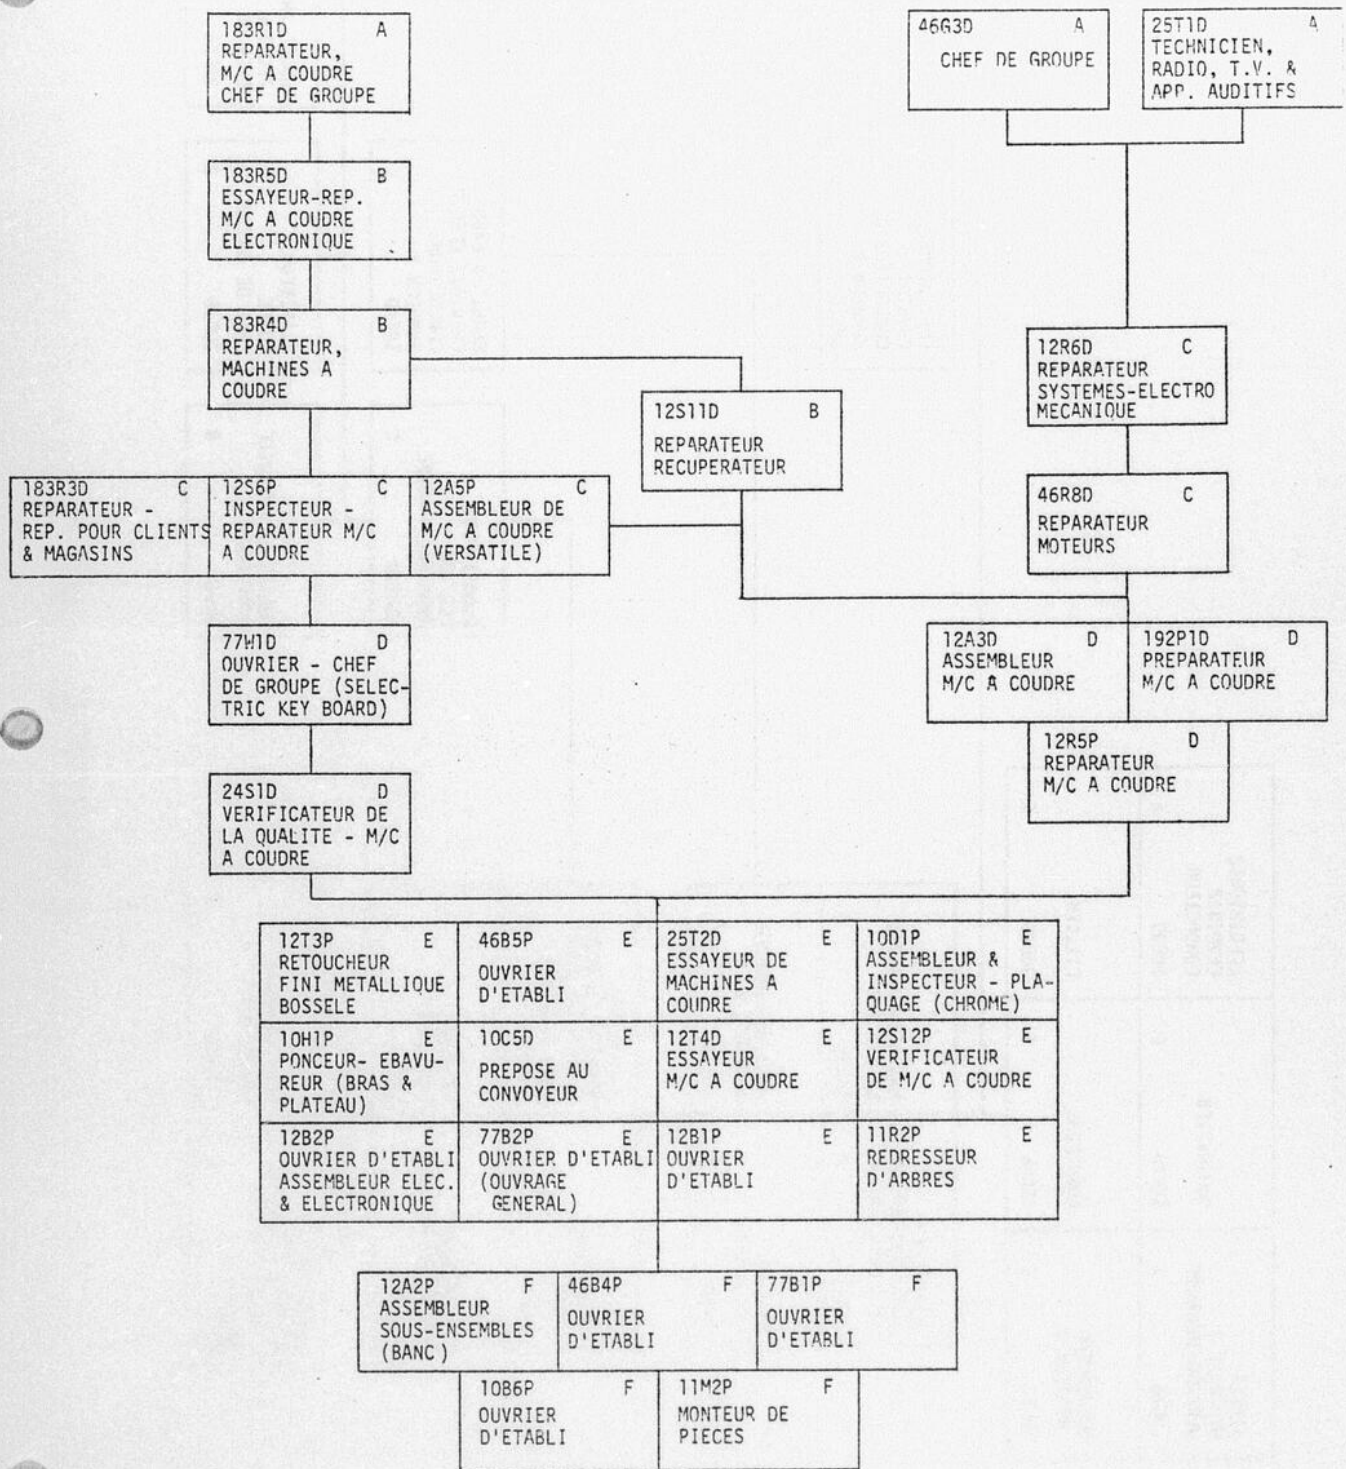 183R1D A
REPARATEUR,
M/C A COUDRE
CHEF DE GROUPE
46G3D A
CHEF DE GROUPE
25T1D A
TECHNICIEN,
RADIO, T.V. &
APP. AUDITIFS
183R5D B
ESSAYEUR-REP.
M/C A COUDRE
ELECTRONIQUE
183R4D B
REPARATEUR,
MACHINES A
COUDRE
12S11D B
REPARATEUR
RECUPERATEUR
12R6D C
REPARATEUR
SYSTEMES-ELECTRO
MECANIQUE
183R3D C
REPARATEUR -
REP. POUR CLIENTS
& MAGASINS
12S6P C
INSPECTEUR -
REPARATEUR M/C
A COUDRE
12A5P C
ASSEMBLEUR DE
M/C A COUDRE
(VERSATILE)
46R8D C
REPARATEUR
MOTEURS
77W1D D
OUVRIER - CHEF
DE GROUPE (SELEC-
TRIC KEY BOARD)
12A3D D
ASSEMBLEUR
M/C A COUDRE
192P1D D
PREPARATEUR
M/C A COUDRE
12R5P D
REPARATEUR
M/C A COUDRE
24S1D D
VERIFICATEUR DE
LA QUALITE - M/C
A COUDRE
12T3P E
RETOUCHEUR
FINI METALLIQUE
BOSSELE
46B5P E
OUVRIER
D'ETABLI
25T2D E
ESSAYEUR DE
MACHINES A
COUDRE
10D1P E
ASSEMBLEUR &
INSPECTEUR - PLA-
QUAGE (CHROME)
10H1P E
PONCEUR- EBAVU-
REUR (BRAS &
PLATEAU)
10C5D E
PREPOSE AU
CONVOYEUR
12T4D E
ESSAYEUR
M/C A COUDRE
12S12P E
VERIFICATEUR
DE M/C A COUDRE
12B2P E
OUVRIER D'ETABLI
ASSEMBLEUR ELEC.
& ELECTRONIQUE
77B2P E
OUVRIER D'ETABLI
(OUVRAGE
GENERAL)
12B1P E
OUVRIER
D'ETABLI
11R2P E
REDRESSEUR
D'ARBRES
12A2P F
ASSEMBLEUR
SOUS-ENSEMBLES
(BANC)
46B4P F
OUVRIER
D'ETABLI
77B1P F
OUVRIER
D'ETABLI
10B6P F
OUVRIER
D'ETABLI
11M2P F
MONTEUR DE
PIECES